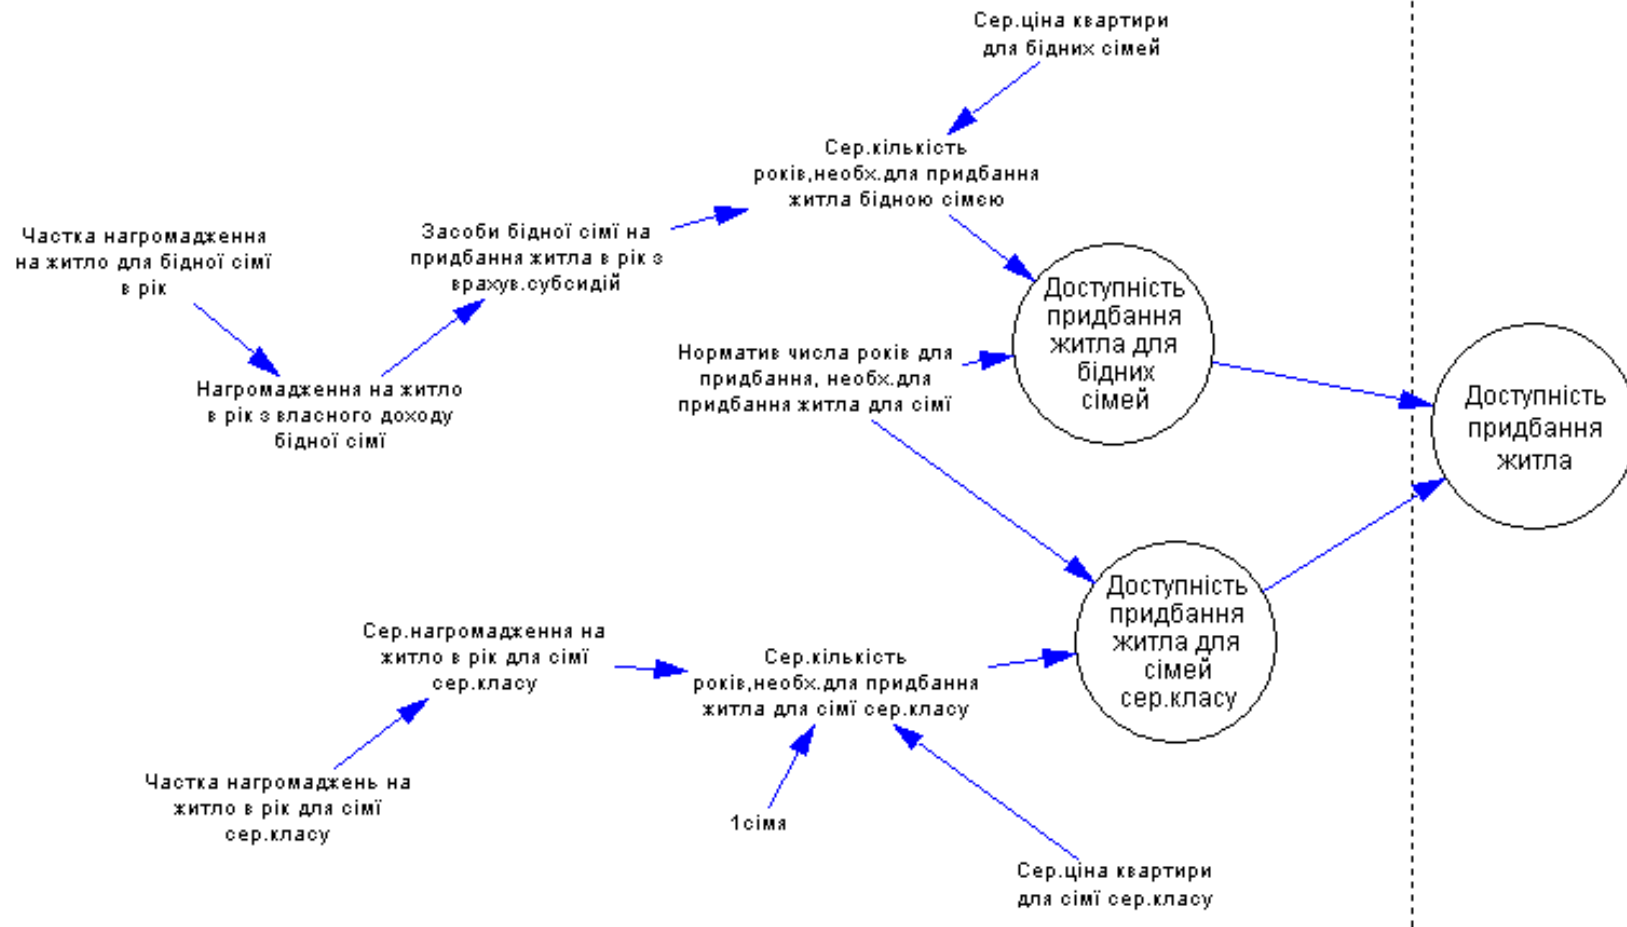 Сер.ціна квартири
для бідних сімей
Сер.кількість
років,необх.для придбання
житла бідною сімєю
Частка нагромадження
на житло для бідної сімї
в рік
Засоби бідної сімї на
придбання житла в рік з
врахув.субсидій
Нагромадження на житло
в рік з власного доходу
бідної сімї
Норматив числа років для
придбання, необх.для
придбання житла для сімї
Доступність
придбання
житла для
бідних
сімей
Доступність
придбання
житла
Доступність
придбання
житла для
сімей
сер.класу
Сер.нагромадження на
житло в рік для сімї
сер.класу
Сер.кількість
років,необх.для придбання
житла для сімї сер.класу
Частка нагромаджень на
житло в рік для сімї
сер.класу
1сімя
Сер.ціна квартири
для сімї сер.класу